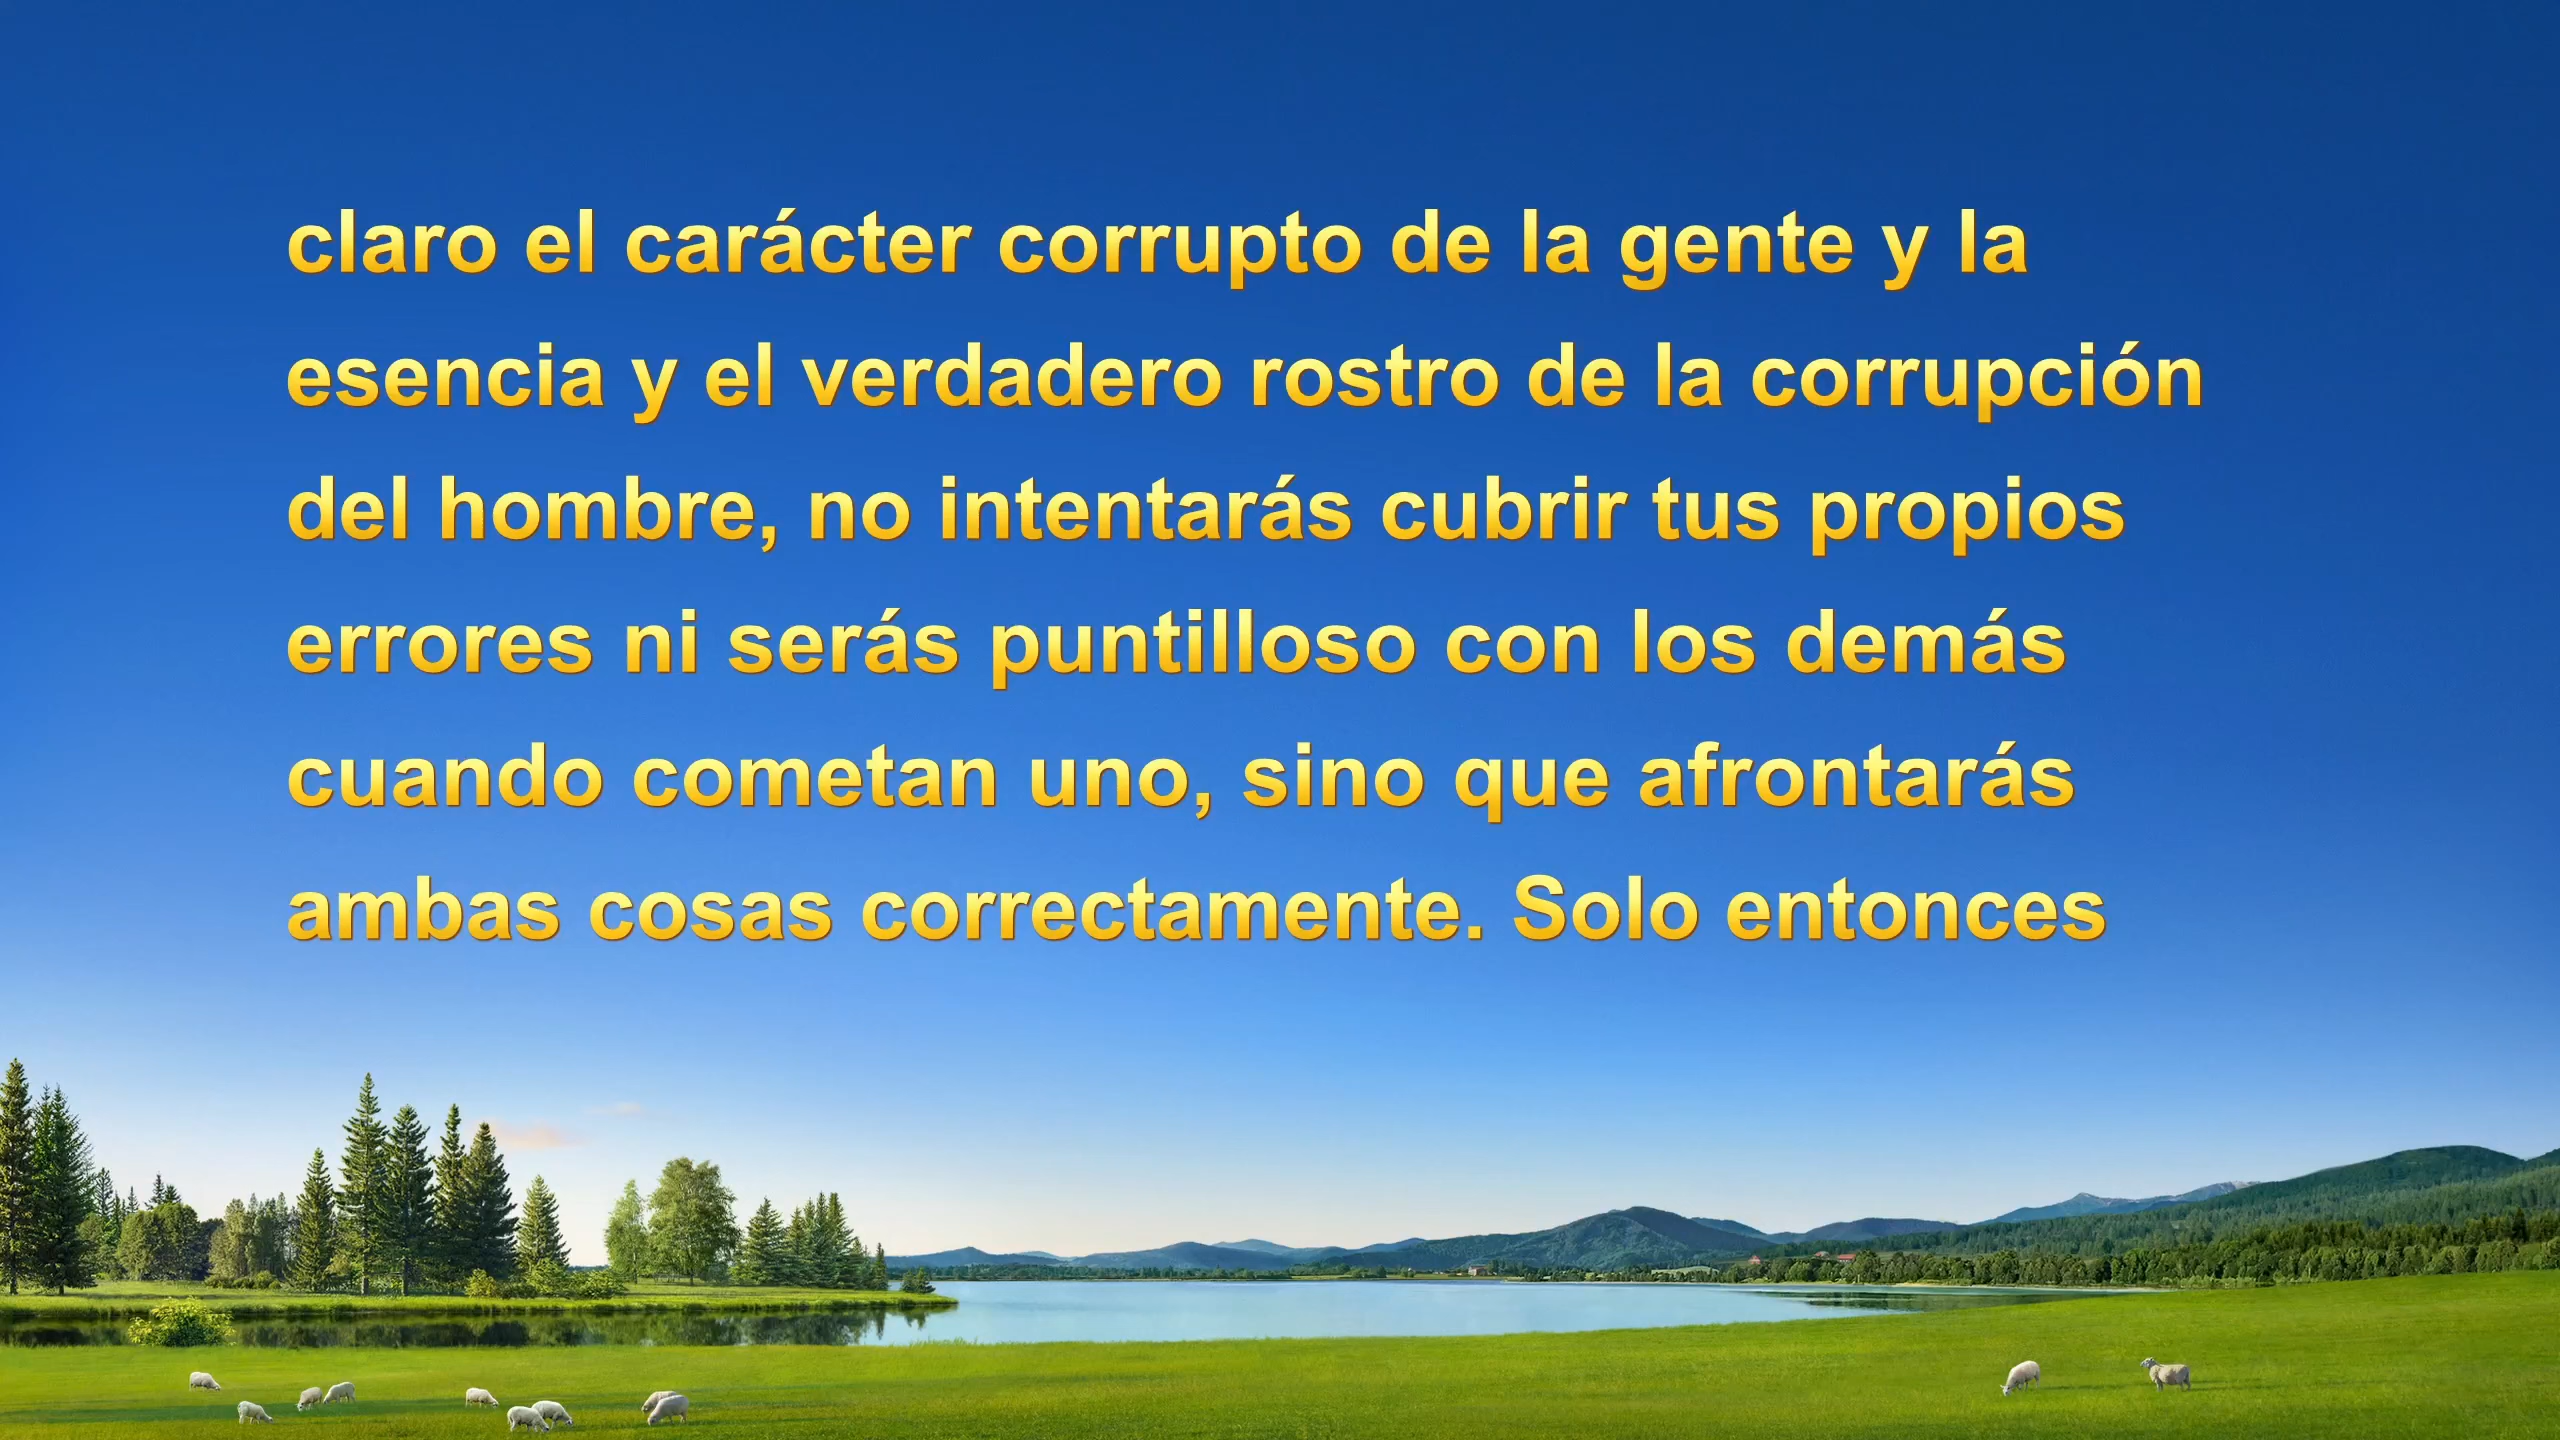 claro el carácter corrupto de la gente y la
esencia y el verdadero rostro de la corrupción
del hombre, no intentarás cubrir tus propios
errores ni serás puntilloso con los demás
cuando cometan uno, sino que afrontarás
ambas cosas correctamente. Solo entonces